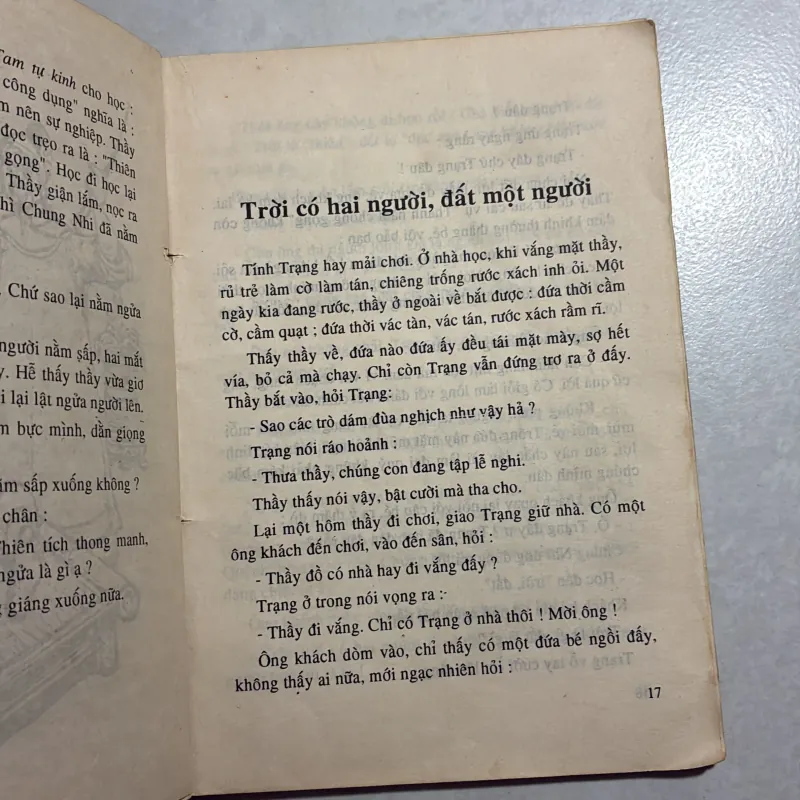 Tam tự kinh cho học :
công dụng" nghĩa là :
m nên sự nghiệp. Thầy
đọc trẹo ra là : "Thiên
gọng". Học đi học lại
Thầy giận lắm, nọc ra
hì Chung Nhi đã nằm
. Chứ sao lại nằm ngửa
người nằm sấp, hai mắt
y. Hễ thấy thầy vừa giơ
i lại lật ngửa người lên.
m bực mình, dằn giọng
ằm sấp xuống không ?
chân :
Thiên tích thong manh,
ngửa là gì ạ ?
g giáng xuống nữa.
Trời có hai người, đất một người
Tính Trạng hay mải chơi. Ở nhà học, khi vắng mặt thầy,
rủ trẻ làm cờ làm tán, chiêng trống rước xách inh ỏi. Một
ngày kia đang rước, thầy ở ngoài về bắt được : đứa thời cầm
cờ, cầm quạt ; đứa thời vác tàn, vác tán, rước xách rầm rĩ.
Thấy thầy về, đứa nào đứa ấy đều tái mặt mày, sợ hết
vía, bỏ cả mà chạy. Chỉ còn Trạng vẫn đứng trơ ra ở đấy.
Thầy bắt vào, hỏi Trạng:
- Sao các trò dám đùa nghịch như vậy hả ?
Trạng nói ráo hoảnh :
- Thưa thầy, chúng con đang tập lễ nghi.
Thầy thấy nói vậy, bật cười mà tha cho.
Lại một hôm thầy đi chơi, giao Trạng giữ nhà. Có một
ông khách đến chơi, vào đến sân, hỏi :
- Thầy đồ có nhà hay đi vắng đấy ?
Trạng ở trong nói vọng ra :-
- Thầy đi vắng. Chỉ có Trạng ở nhà thôi ! Mời ông !
Ông khách dòm vào, chỉ thấy có một đứa bé ngồi đấy,
không thấy ai nữa, mới ngạc nhiên hỏi :
17